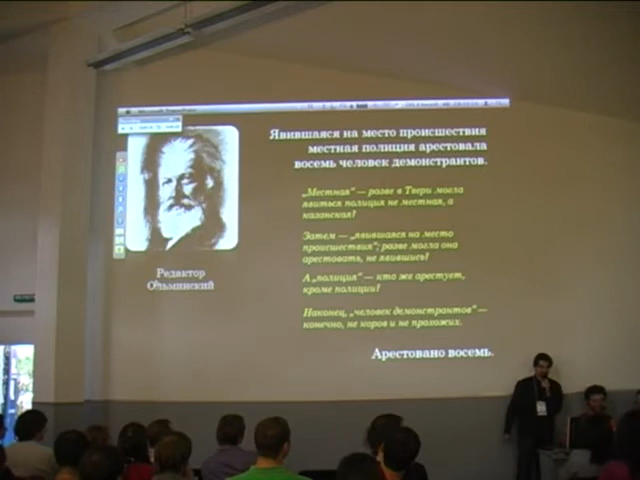 Явившаяся на место происшествия
местная полиция арестовала
восемь человек демонстрантов.
„Местная“ — разве в Твери могла
явиться полиция не местная, а
казанская?
Затем — „явившаяся на место
происшествия“; разве могла она
арестовать, не явившись?
А „полиция“ — кто же арестует,
кроме полиции?
Наконец, „человек демонстрантов“ —
конечно, не коров и не прохожих.
Арестовано восемь.
Редактор
Ольминский